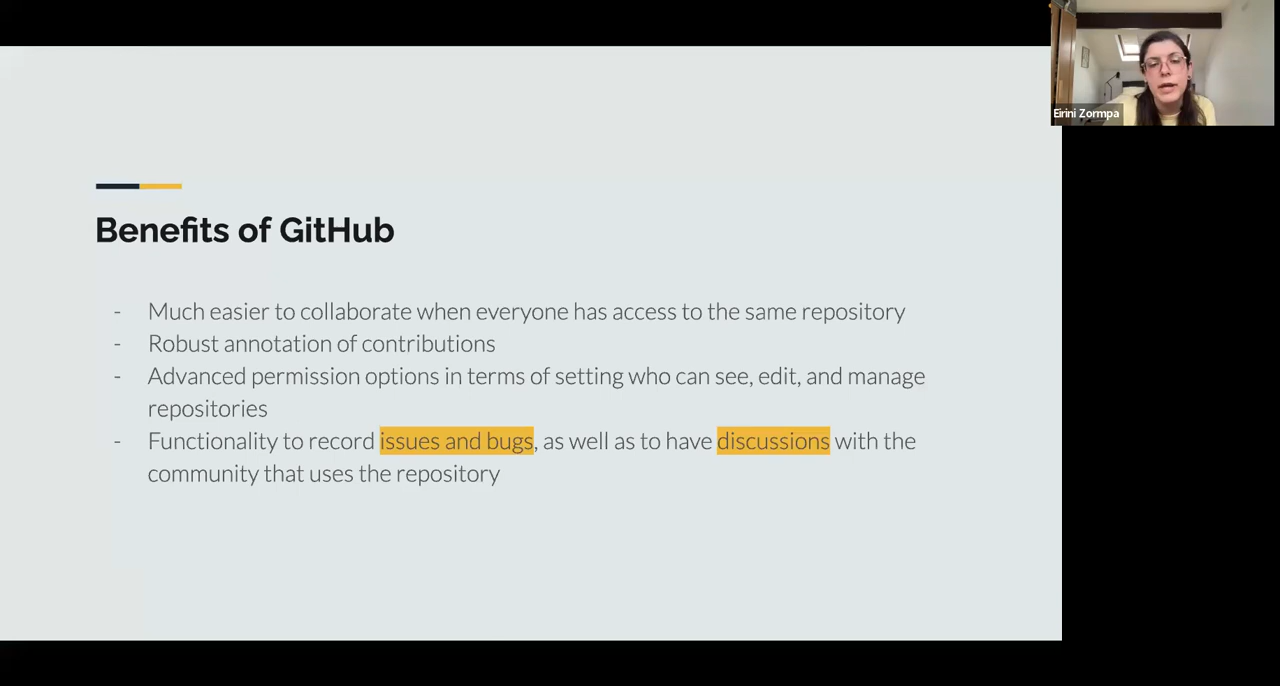 Eirini Zormpa
Benefits of GitHub
- Much easier to collaborate when everyone has access to the same repository
- Robust annotation of contributions
- Advanced permission options in terms of setting who can see, edit, and manage
repositories
- Functionality to record issues and bugs, as well as to have discussions with the
community that uses the repository